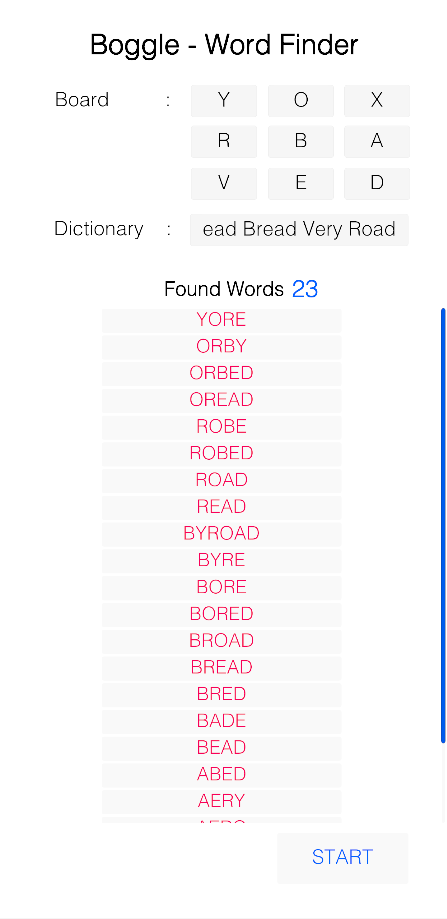 Boggle - Word Finder
Board : Y O X
R B A
V E D
Dictionary : ead Bread Very Road
Found Words 23
YORE
ORBY
ORBED
OREAD
ROBE
ROBED
ROAD
READ
BYROAD
BYRE
BORE
BORED
BROAD
BREAD
BRED
BADE
BEAD
ABED
AERY
START